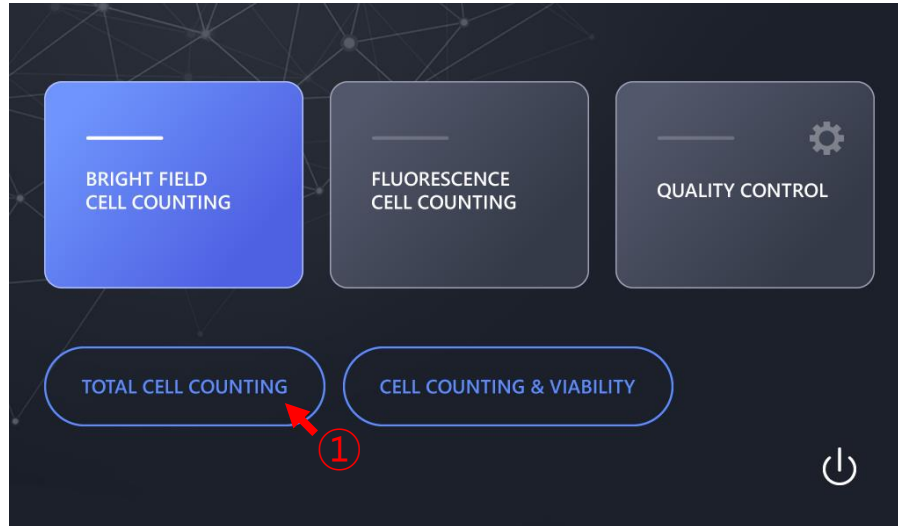 BRIGHT FIELD
CELL COUNTING
FLUORESCENCE
CELL COUNTING
QUALITY CONTROL
TOTAL CELL COUNTING
CELL COUNTING & VIABILITY
①